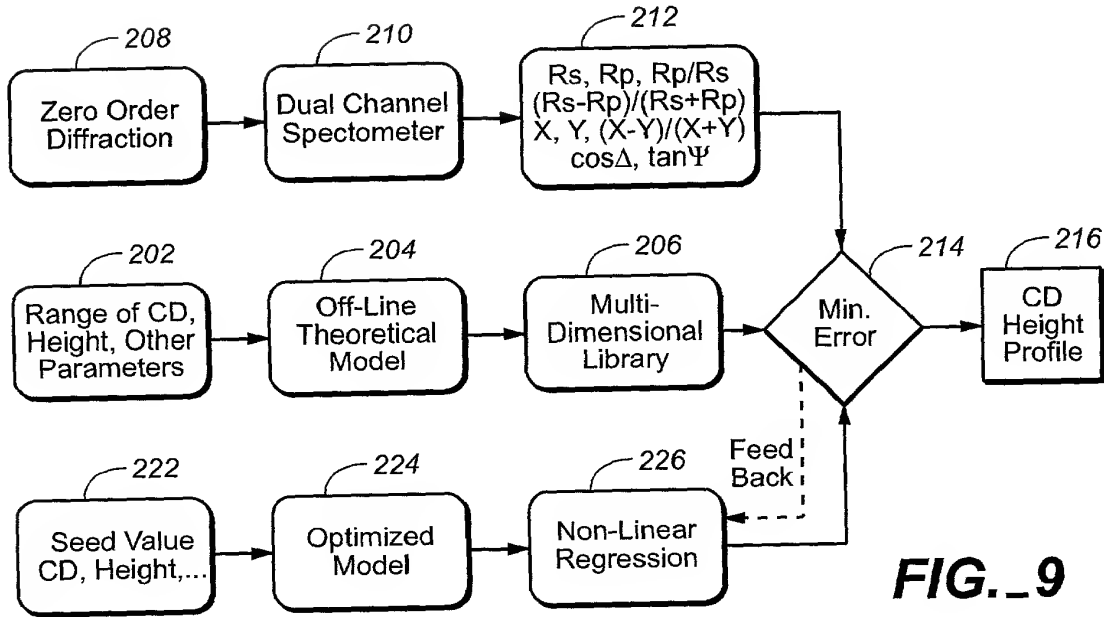 208
Zero Order
Diffraction
210
Dual Channel
Spectometer
212
Rs, Rp, Rp/Rs
(Rs-Rp)/(Rs+Rp)
X, Y, (X-Y)/(X+Y)
cosΔ, tanΨ
202
Range of CD,
Height, Other
Parameters
204
Off-Line
Theoretical
Model
206
Multi-
Dimensional
Library
214
Min.
Error
216
CD
Height
Profile
Feed
Back
222
Seed Value
CD, Height,...
224
Optimized
Model
226
Non-Linear
Regression
FIG._9